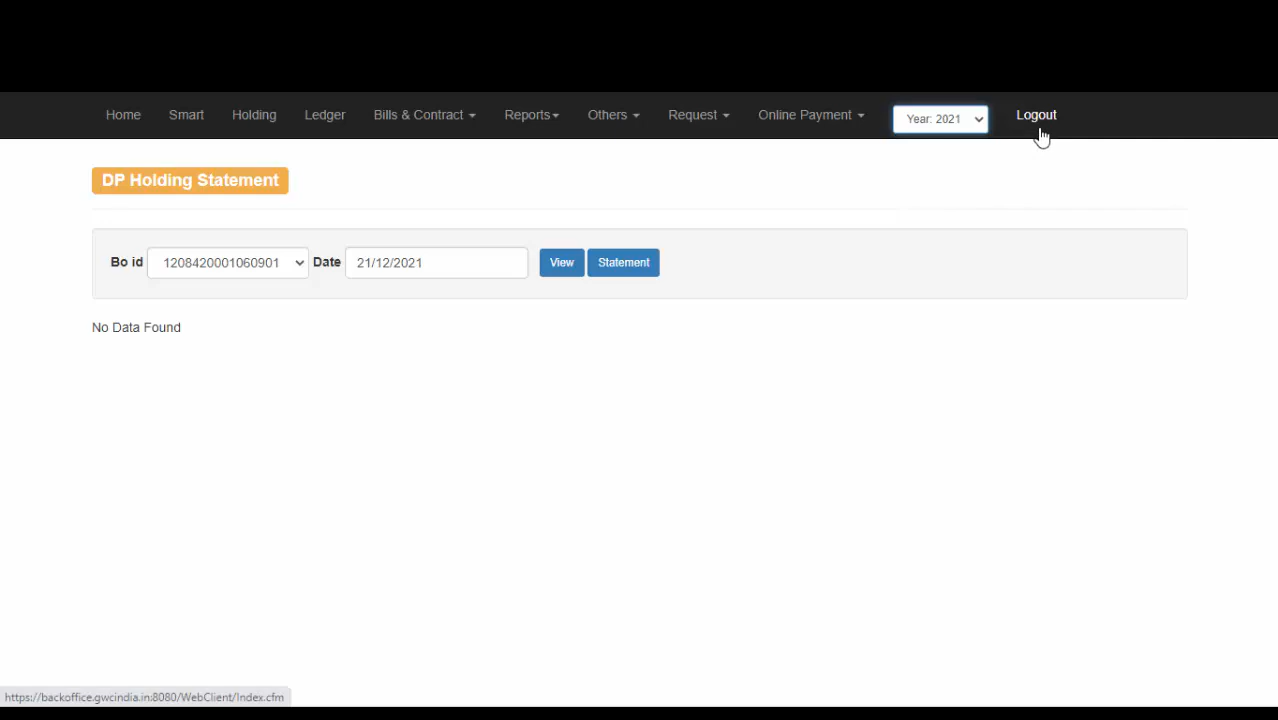 Home Smart Holding Ledger Bills & Contract Reports Others Request Online Payment Year: 2021 Logout
DP Holding Statement
Bo id 1208420001060901 Date 21/12/2021 View Statement
No Data Found
https://backoffice.gwcindia.in:8080/WebClient/Index.cfm